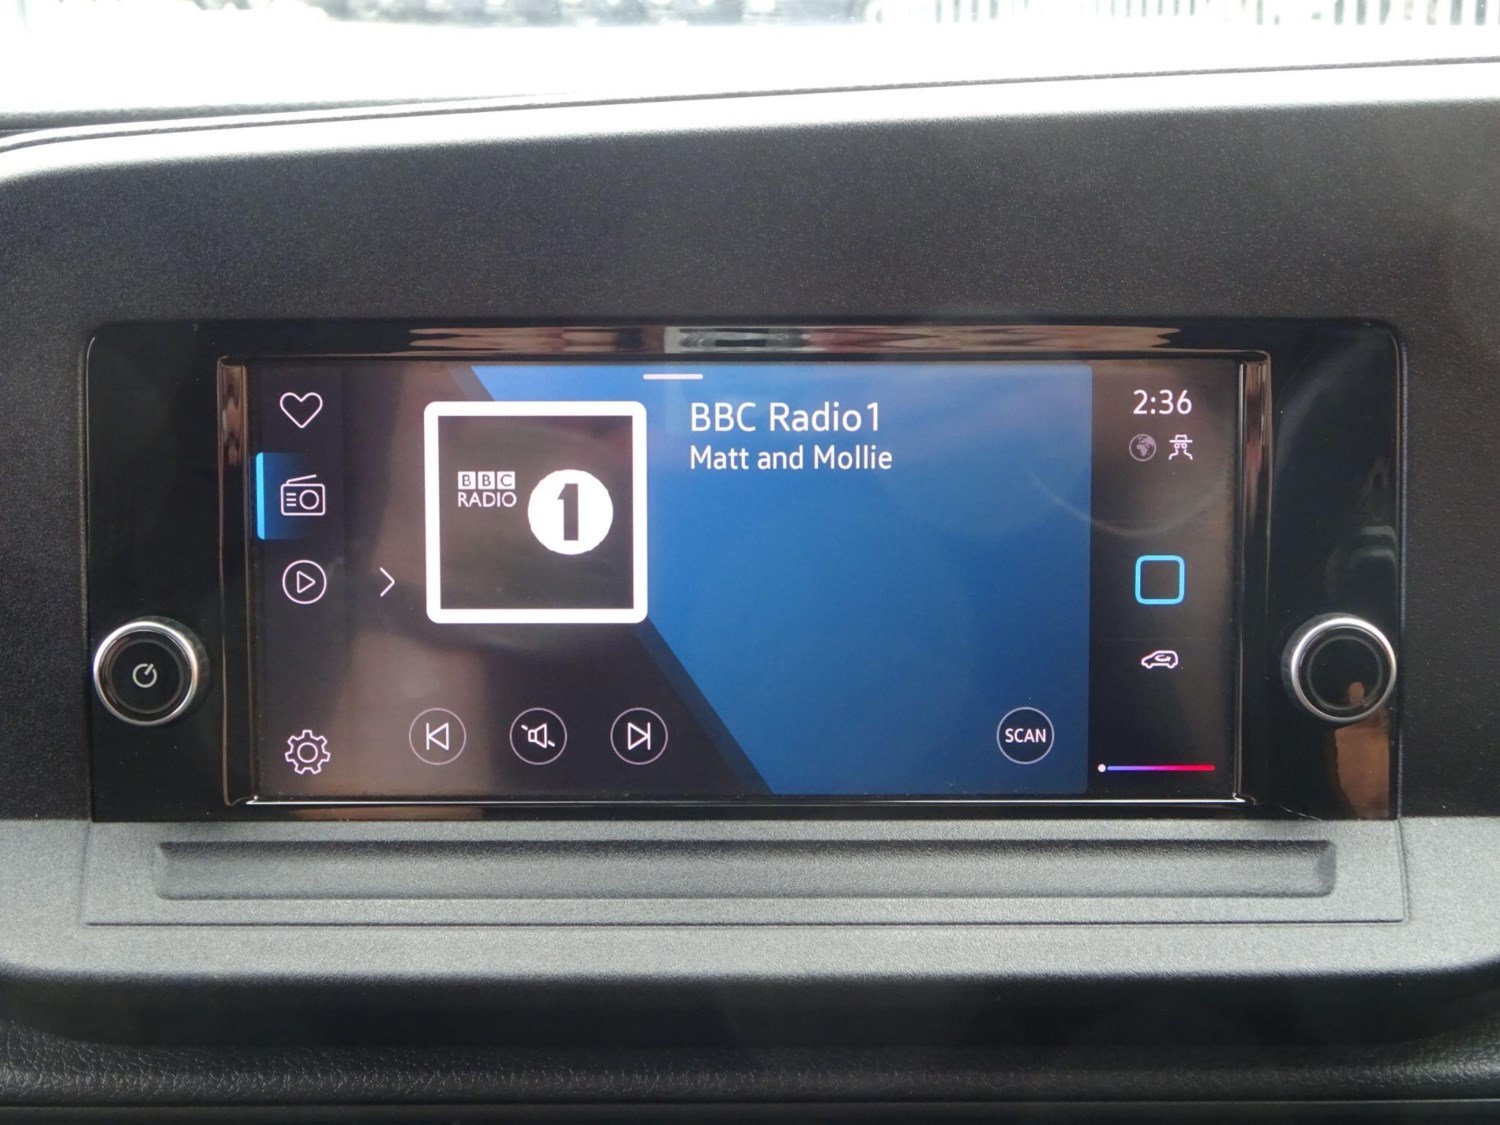 BBC
RADIO
1
BBC Radio1
Matt and Mollie
2:36
SCAN